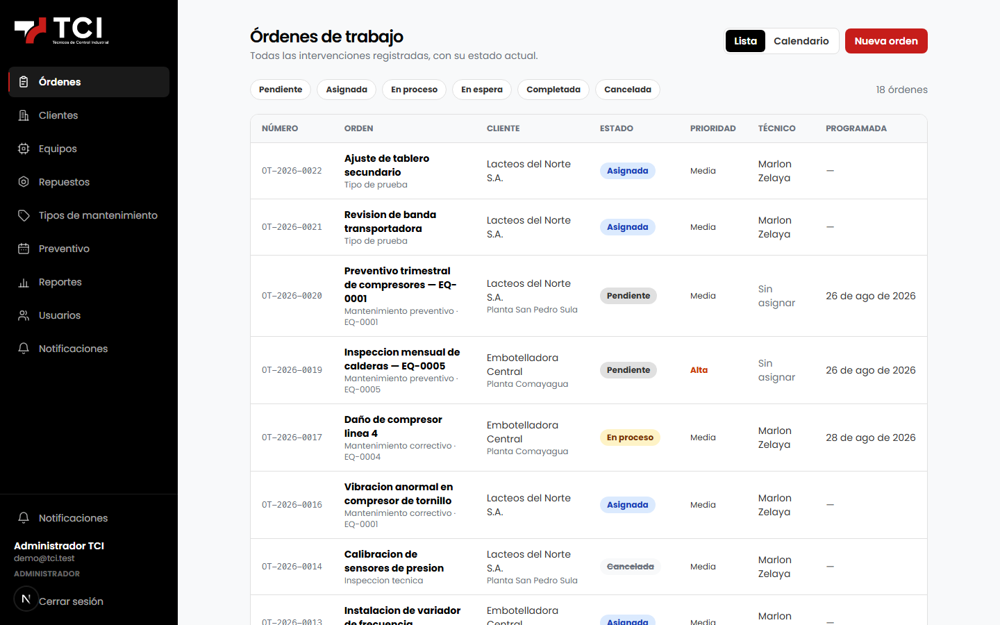 TCI
Técnicos de Control Industrial
Órdenes
Clientes
Equipos
Repuestos
Tipos de mantenimiento
Preventivo
Reportes
Usuarios
Notificaciones
Notificaciones
Administrador TCI
demo@tci.test
ADMINISTRADOR
N
Cerrar sesión
Órdenes de trabajo
Todas las intervenciones registradas, con su estado actual.
Lista Calendario Nueva orden
Pendiente Asignada En proceso En espera Completada Cancelada
18 órdenes
NÚMERO ORDEN CLIENTE ESTADO PRIORIDAD TÉCNICO PROGRAMADA
OT-2026-0022
Ajuste de tablero
secundario
Tipo de prueba
Lacteos del Norte
S.A.
Asignada
Media
Marlon
Zelaya
—
OT-2026-0021
Revision de banda
transportadora
Tipo de prueba
Lacteos del Norte
S.A.
Asignada
Media
Marlon
Zelaya
—
OT-2026-0020
Preventivo trimestral
de compresores — EQ-
0001
Mantenimiento preventivo ·
EQ-0001
Lacteos del Norte
S.A.
Planta San Pedro Sula
Pendiente
Media
Sin
asignar
26 de ago de 2026
OT-2026-0019
Inspeccion mensual de
calderas — EQ-0005
Mantenimiento preventivo ·
EQ-0005
Embotelladora
Central
Planta Comayagua
Pendiente
Alta
Sin
asignar
26 de ago de 2026
OT-2026-0017
Daño de compresor
linea 4
Mantenimiento correctivo ·
EQ-0004
Embotelladora
Central
Planta Comayagua
En proceso
Media
Marlon
Zelaya
28 de ago de 2026
OT-2026-0016
Vibracion anormal en
compresor de tornillo
Mantenimiento correctivo ·
EQ-0001
Lacteos del Norte
S.A.
Asignada
Media
Marlon
Zelaya
—
OT-2026-0014
Calibracion de
sensores de presion
Inspeccion tecnica
Lacteos del Norte
S.A.
Planta San Pedro Sula
Cancelada
Media
Marlon
Zelaya
—
OT-2026-0013
Instalacion de variador
de frecuencia
Embotelladora
Central
Asignada
Media
Marlon
—